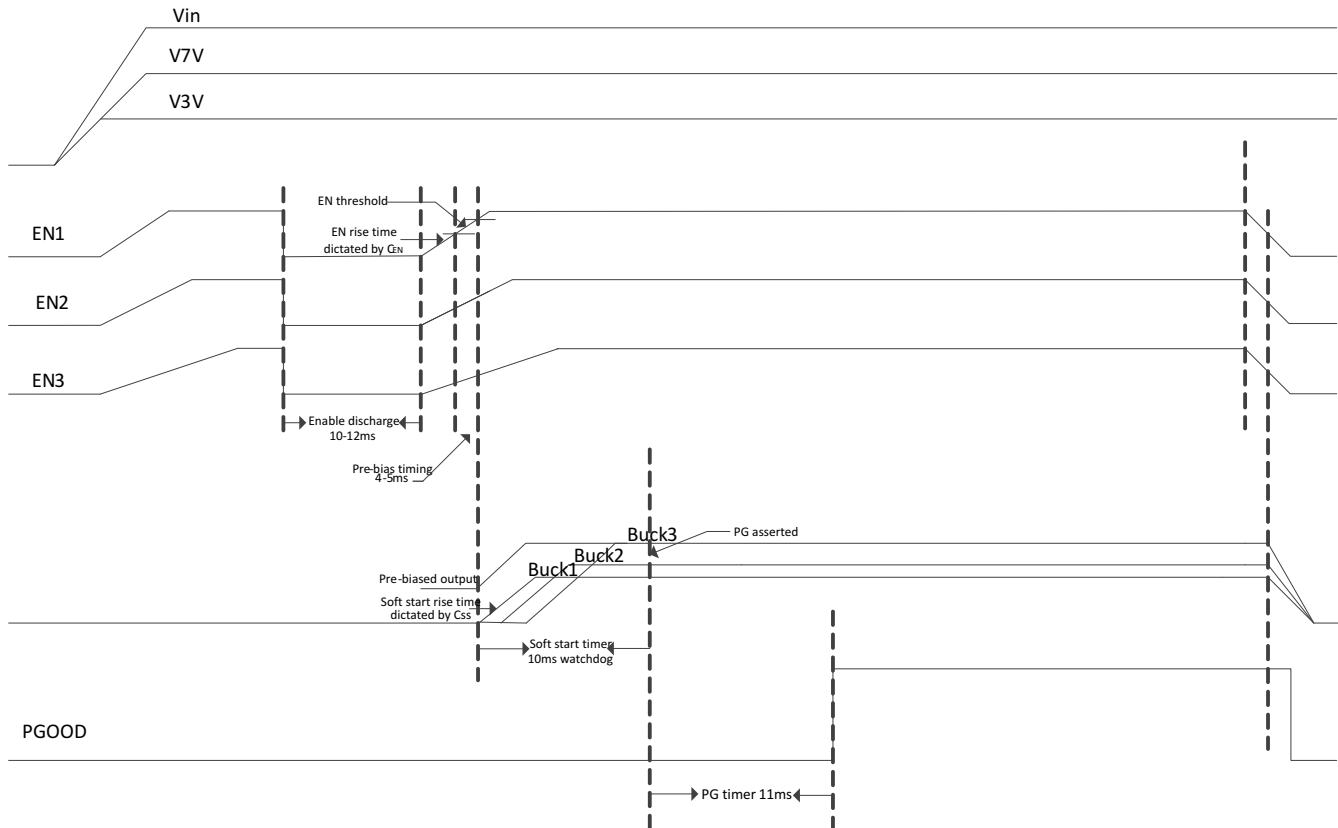 Vin
V7V
V3V
EN threshold
EN1
EN rise time
dictated by CEN
EN2
EN3
Enable discharge
10-12ms
Pre-bias timing
4-5ms
Buck3
PG asserted
Buck2
Buck1
Pre-biased output
Soft start rise time
dictated by Css
Soft start timer
10ms watchdog
PGOOD
PG timer 11ms